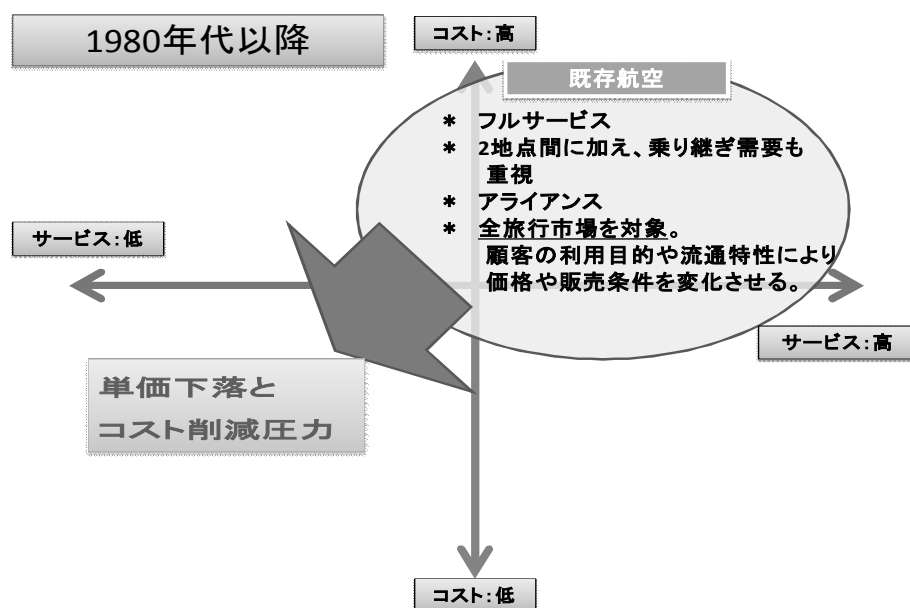 1980年代以降
コスト：高
既存航空
＊ フルサービス
＊ 2地点間に加え、乗り継ぎ需要も
重視
＊ アライアンス
＊ 全旅行市場を対象。
顧客の利用目的や流通特性により
価格や販売条件を変化させる。
サービス：低
サービス：高
単価下落と
コスト削減圧力
コスト：低